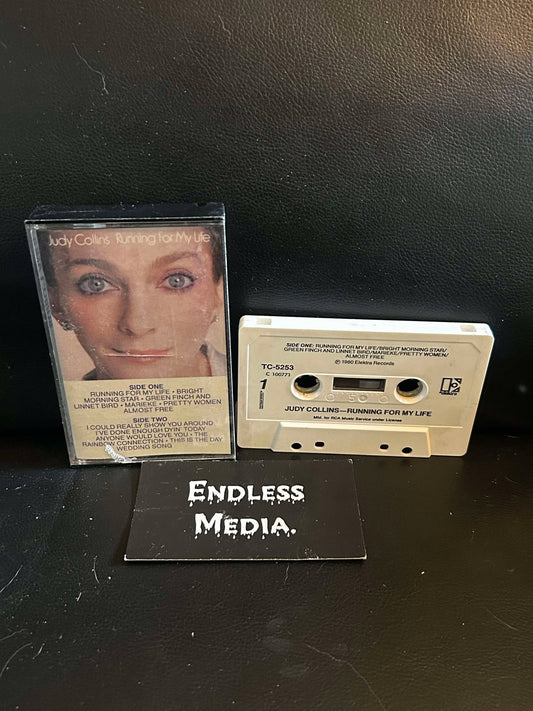 Judy Collins Running for My Life
SIDE ONE
RUNNING FOR MY LIFE • BRIGHT
MORNING STAR • GREEN FINCH AND
LINNET BIRD • MARIEKE • PRETTY WOMEN
ALMOST FREE
SIDE TWO
I COULD REALLY SHOW YOU AROUND
I'VE DONE ENOUGH DYIN' TODAY
ANYONE WOULD LOVE YOU • THE
RAINBOW CONNECTION • THIS IS THE DAY
WEDDING SONG
SIDE ONE: RUNNING FOR MY LIFE/BRIGHT MORNING STAR/
GREEN FINCH AND LINNET BIRD/MARIEKE/PRETTY WOMEN/
ALMOST FREE
TC-5253
C 100771
℗ 1980 Elektra Records
1
50
JUDY COLLINS—RUNNING FOR MY LIFE
Mfd. for RCA Music Service under License
ENDLESS
MEDIA.